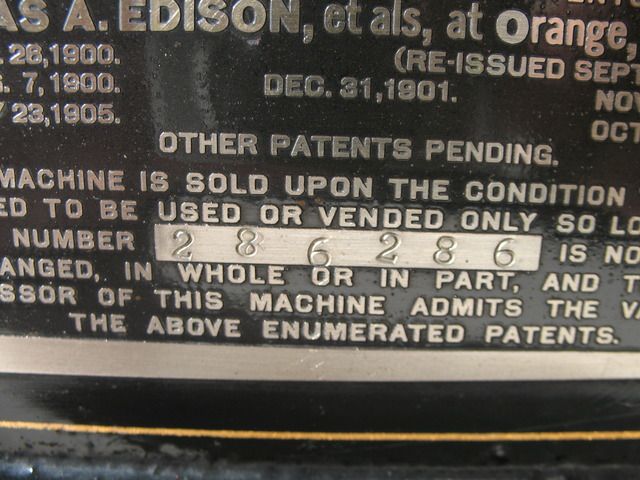 AS A. EDISON, et als, at Orange,
28, 1900. (RE-ISSUED SEPT
7, 1900. DEC. 31, 1901. NOV
23, 1905. OCT
OTHER PATENTS PENDING.
MACHINE IS SOLD UPON THE CONDITION
ED TO BE USED OR VENDED ONLY SO LO
NUMBER 286286 IS NO
ANGED, IN WHOLE OR IN PART, AND T
SSOR OF THIS MACHINE ADMITS THE VA
THE ABOVE ENUMERATED PATENTS.